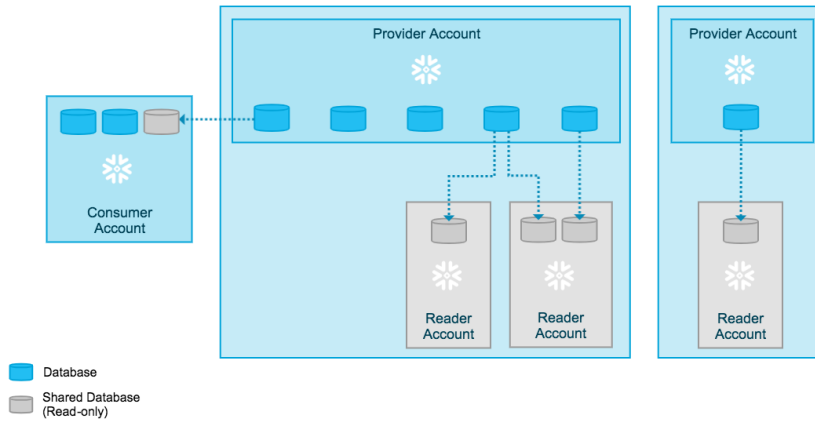 Provider Account
Provider Account
Consumer
Account
Reader
Account
Reader
Account
Reader
Account
Database
Shared Database
(Read-only)